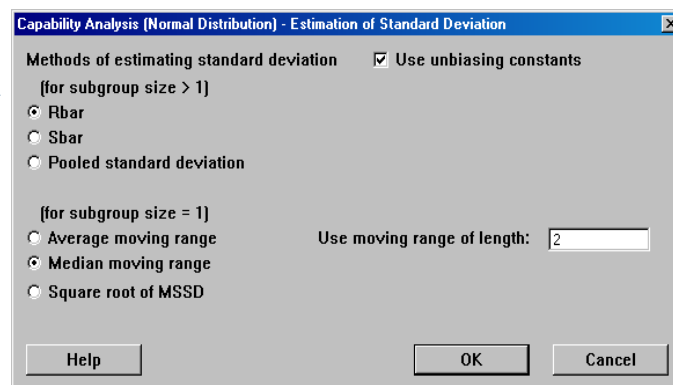 Capability Analysis (Normal Distribution) - Estimation of Standard Deviation
Methods of estimating standard deviation
Use unbiasing constants
(for subgroup size > 1)
Rbar
Sbar
Pooled standard deviation
(for subgroup size = 1)
Average moving range
Use moving range of length: 2
Median moving range
Square root of MSSD
Help
OK
Cancel